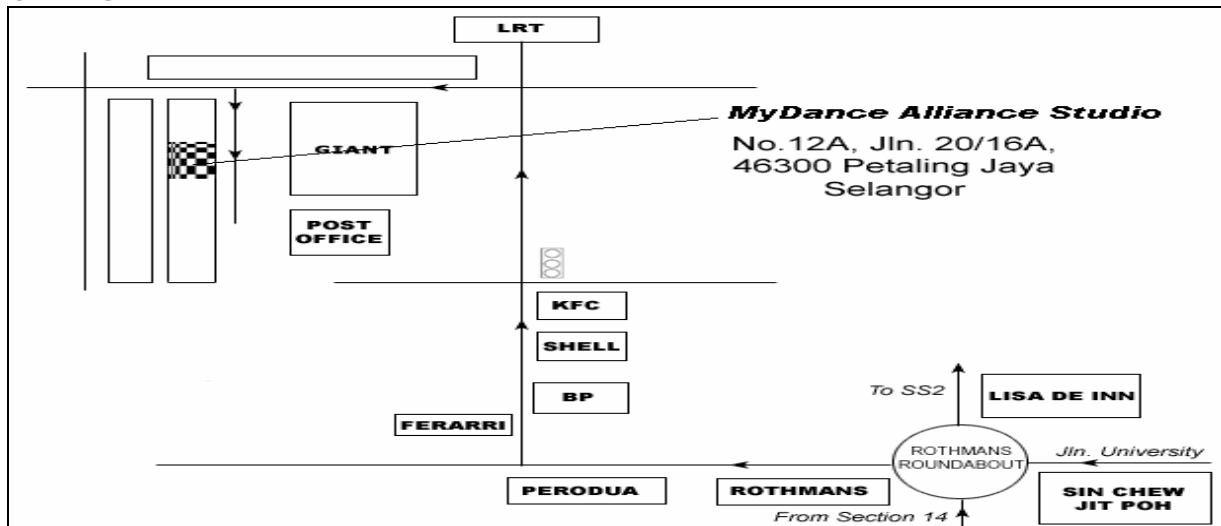 LRT
MyDance Alliance Studio
No.12A, Jln. 20/16A,
46300 Petaling Jaya
Selangor
GIANT
POST
OFFICE
KFC
SHELL
BP
FERARRI
To SS2
LISA DE INN
ROTHMANS
ROUNDABOUT
Jln. University
PERODUA
ROTHMANS
SIN CHEW
JIT POH
From Section 14